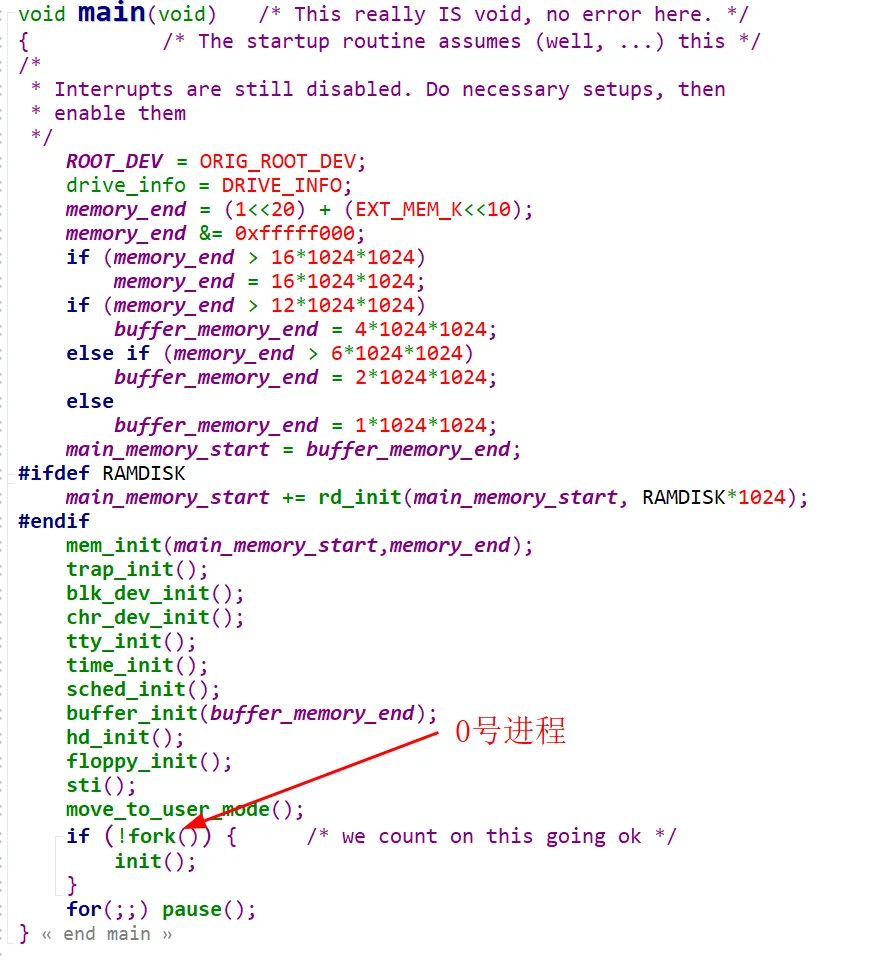 void main(void)   /* This really IS void, no error here. */
{           /* The startup routine assumes (well, ...) this */
/*
 * Interrupts are still disabled. Do necessary setups, then
 * enable them
 */
    ROOT_DEV = ORIG_ROOT_DEV;
    drive_info = DRIVE_INFO;
    memory_end = (1<<20) + (EXT_MEM_K<<10);
    memory_end &= 0xfffff000;
    if (memory_end > 16*1024*1024)
        memory_end = 16*1024*1024;
    if (memory_end > 12*1024*1024)
        buffer_memory_end = 4*1024*1024;
    else if (memory_end > 6*1024*1024)
        buffer_memory_end = 2*1024*1024;
    else
        buffer_memory_end = 1*1024*1024;
    main_memory_start = buffer_memory_end;
#ifdef RAMDISK
    main_memory_start += rd_init(main_memory_start, RAMDISK*1024);
#endif
    mem_init(main_memory_start,memory_end);
    trap_init();
    blk_dev_init();
    chr_dev_init();
    tty_init();
    time_init();
    sched_init();
    buffer_init(buffer_memory_end);
0号进程
    hd_init();
    floppy_init();
    sti();
    move_to_user_mode();
    if (!fork()) {      /* we count on this going ok */
        init();
    }
    for(;;) pause();
} « end main »